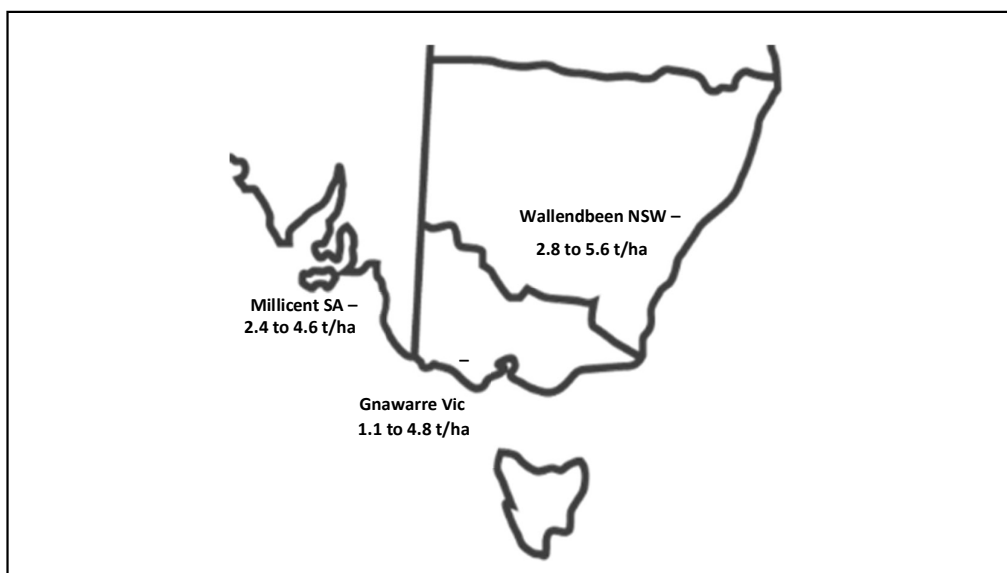 Wallendbeen NSW –
2.8 to 5.6 t/ha
Millicent SA –
2.4 to 4.6 t/ha
–
Gnawarre Vic
1.1 to 4.8 t/ha